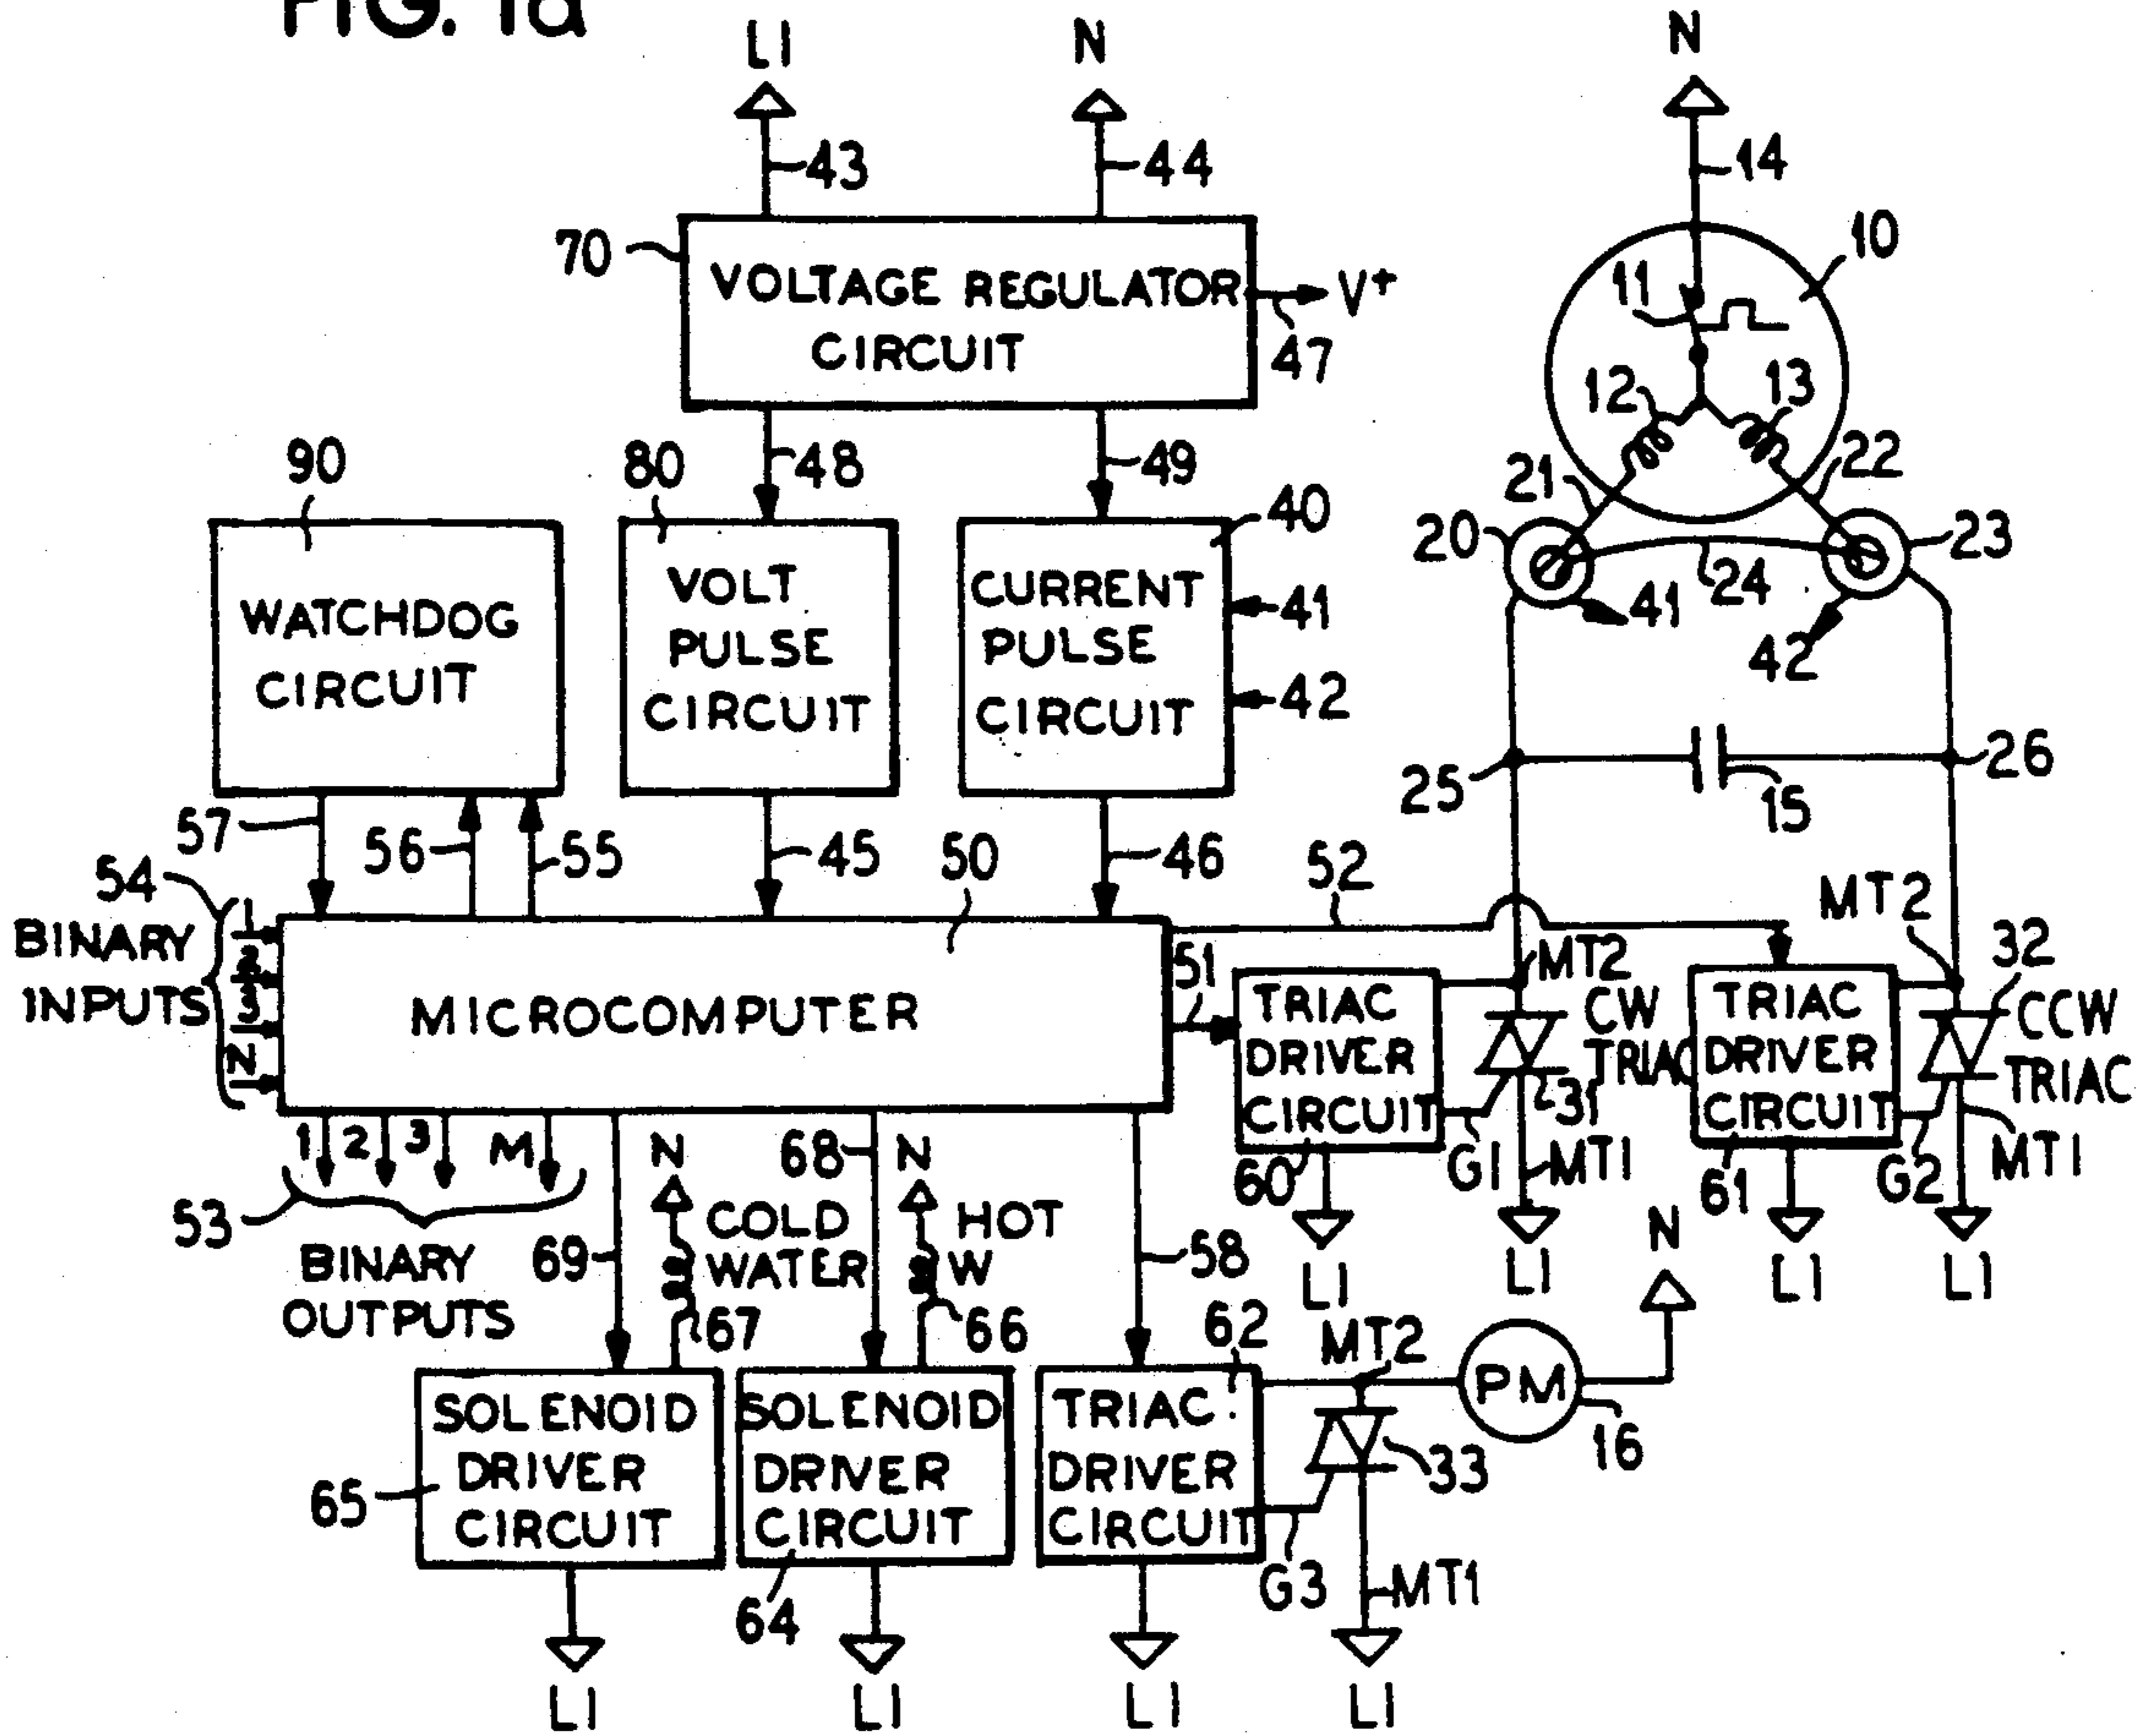 FIG. 1a
L1
N
N
43
44
14
70
VOLTAGE REGULATOR
CIRCUIT
V+
47
10
11
12
13
48
49
21
22
90
80
40
20
23
WATCHDOG
CIRCUIT
VOLT
PULSE
CIRCUIT
CURRENT
PULSE
CIRCUIT
41
42
41
24
42
25
15
26
57
56
55
45
50
46
52
54
BINARY
INPUTS
1
2
3
N
MICROCOMPUTER
51
TRIAC
DRIVER
CIRCUIT
60
MT2
CW
TRIAC
31
G1
MT1
TRIAC
DRIVER
CIRCUIT
61
MT2
32
CCW
TRIAC
G2
MT1
L1
L1
L1
L1
1
2
3
M
53
BINARY
OUTPUTS
69
N
COLD
WATER
67
68
N
HOT
W
66
58
62
MT2
N
PM
16
65
SOLENOID
DRIVER
CIRCUIT
SOLENOID
DRIVER
CIRCUIT
64
TRIAC
DRIVER
CIRCUIT
33
G3
MT1
L1
L1
L1
L1